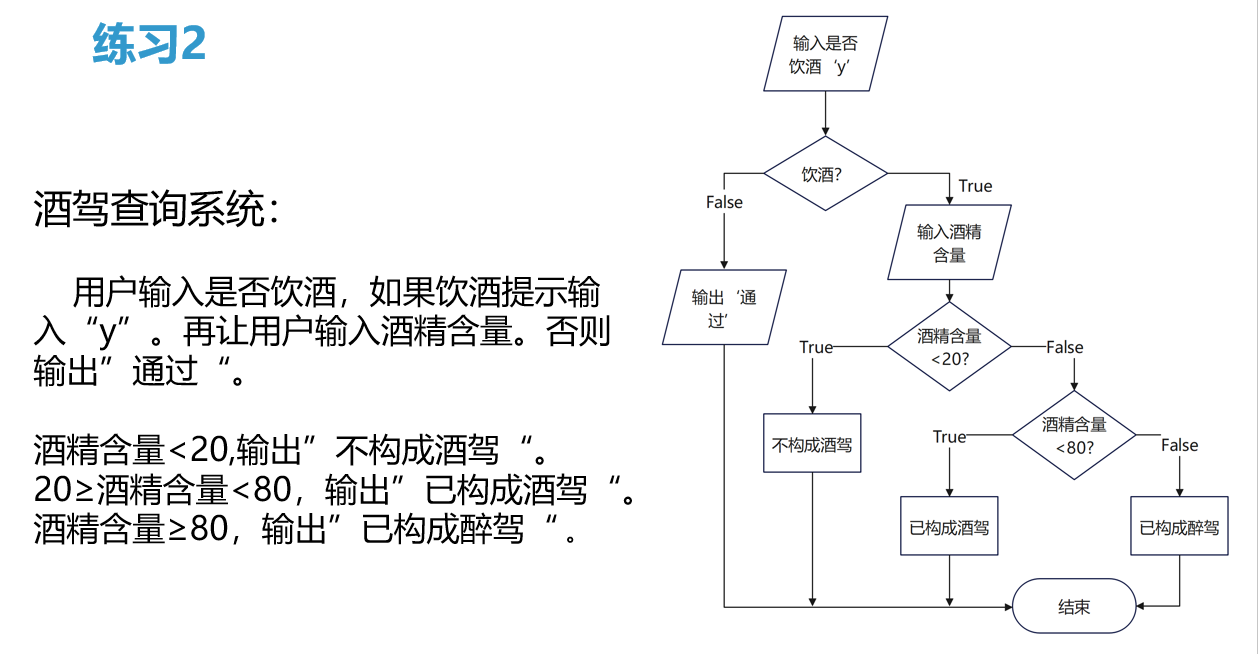 练习2
酒驾查询系统：
用户输入是否饮酒，如果饮酒提示输
入“y”。再让用户输入酒精含量。否则
输出”通过“。
酒精含量<20,输出”不构成酒驾“。
20≥酒精含量<80，输出”已构成酒驾“。
酒精含量≥80，输出”已构成醉驾“。
输入是否
饮酒‘y’
饮酒?
False
True
输入酒精
含量
输出‘通
过’
酒精含量
<20?
True
False
不构成酒驾
酒精含量
<80?
True
False
已构成酒驾
已构成醉驾
结束